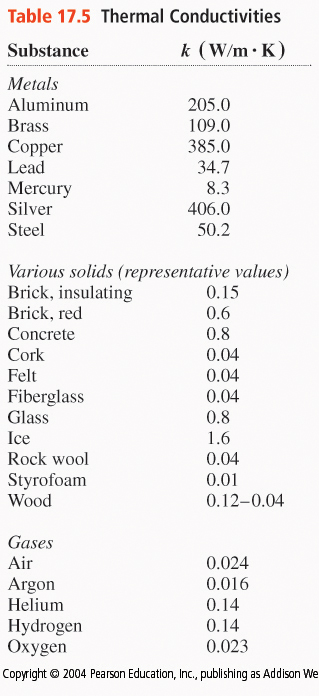 Table 17.5 Thermal Conductivities
Substance k (W/m · K)
Metals
Aluminum 205.0
Brass 109.0
Copper 385.0
Lead 34.7
Mercury 8.3
Silver 406.0
Steel 50.2
Various solids (representative values)
Brick, insulating 0.15
Brick, red 0.6
Concrete 0.8
Cork 0.04
Felt 0.04
Fiberglass 0.04
Glass 0.8
Ice 1.6
Rock wool 0.04
Styrofoam 0.01
Wood 0.12–0.04
Gases
Air 0.024
Argon 0.016
Helium 0.14
Hydrogen 0.14
Oxygen 0.023
Copyright © 2004 Pearson Education, Inc., publishing as Addison We